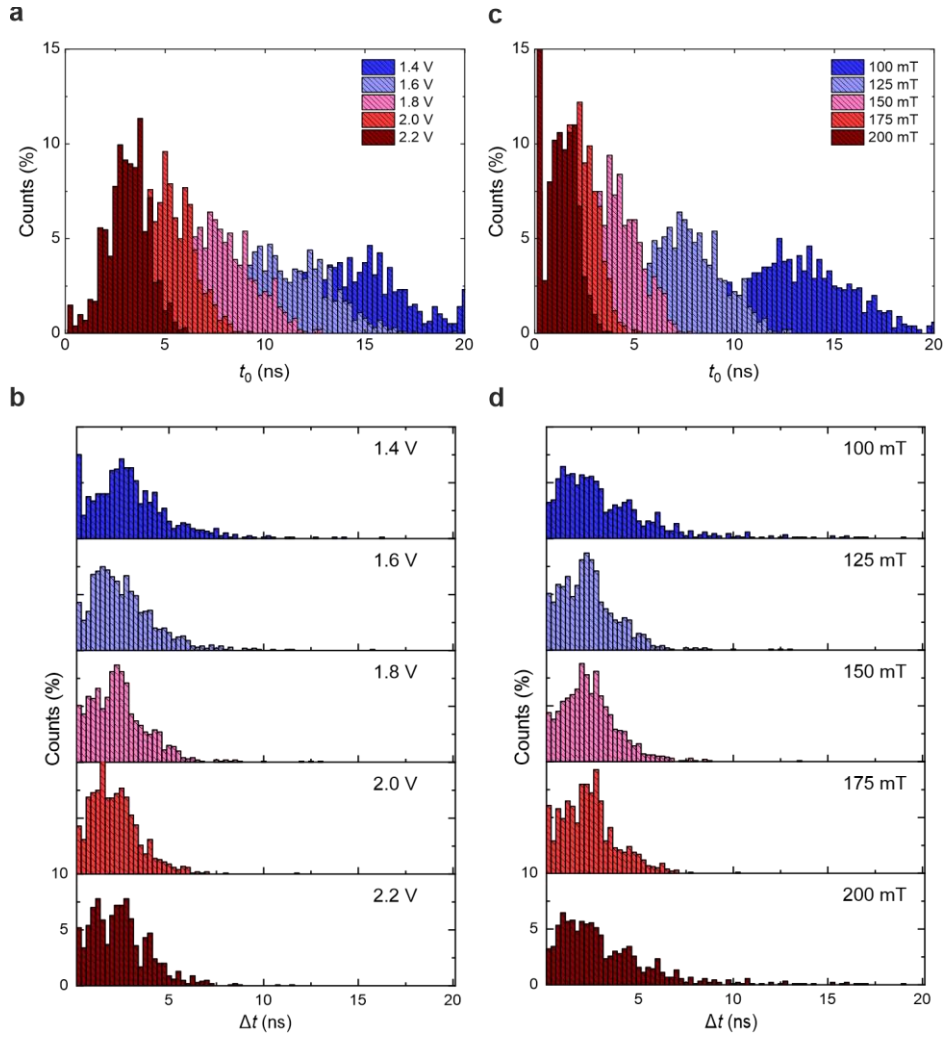 a
15
10
5
0
Counts (%)
0 5 10 15 20
t₀ (ns)
1.4 V
1.6 V
1.8 V
2.0 V
2.2 V
c
15
10
5
0
Counts (%)
0 5 10 15 20
t₀ (ns)
100 mT
125 mT
150 mT
175 mT
200 mT
b
1.4 V
1.6 V
1.8 V
2.0 V
2.2 V
Counts (%)
10
5
0
5 10 15 20
Δt (ns)
d
100 mT
125 mT
150 mT
175 mT
200 mT
Counts (%)
10
5
0
5 10 15 20
Δt (ns)